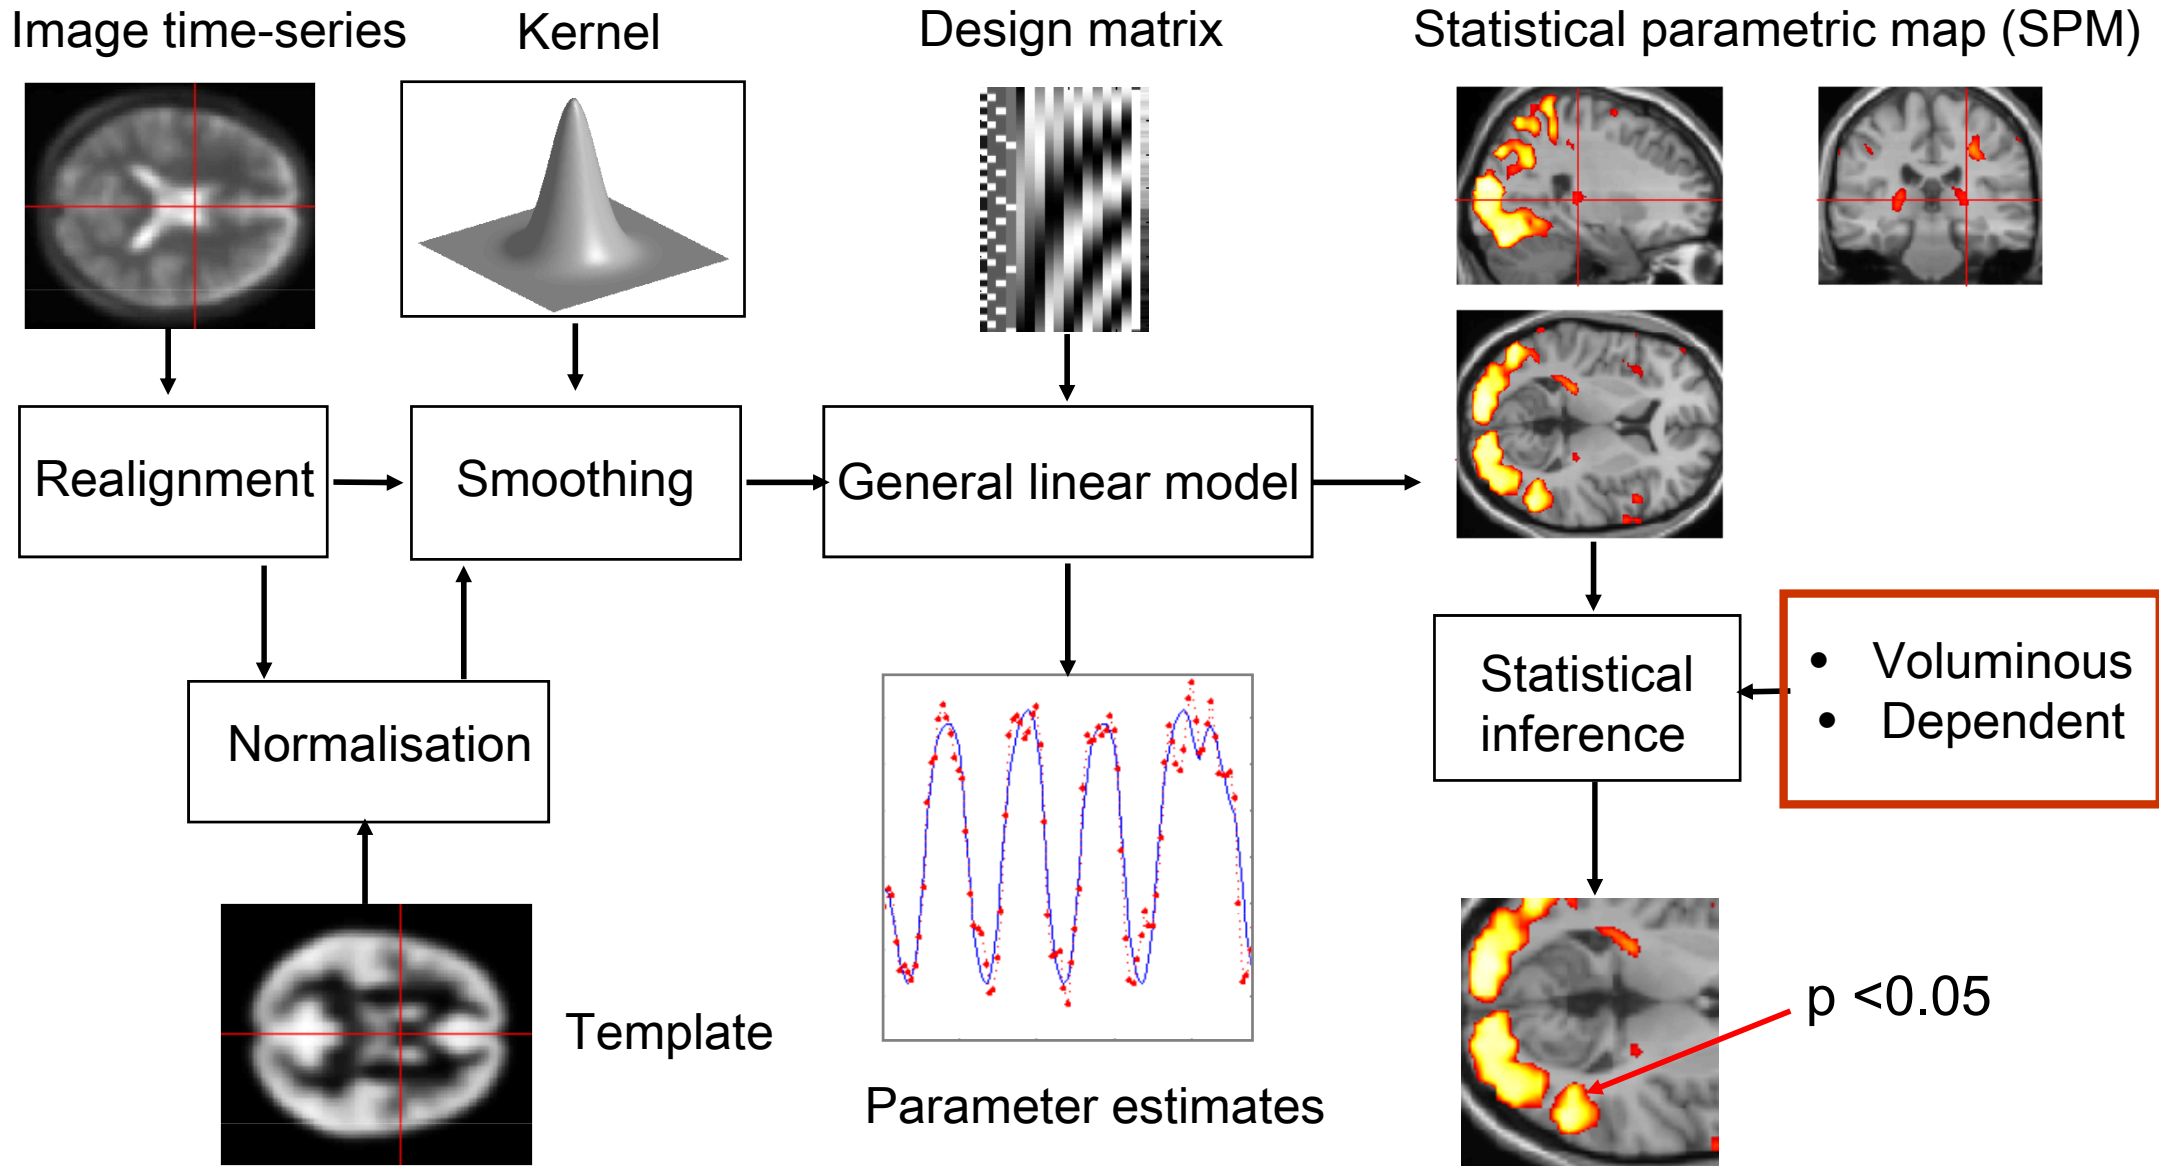 Image time-series
Kernel
Design matrix
Statistical parametric map (SPM)
Realignment
Smoothing
General linear model
Normalisation
Statistical
inference
• Voluminous
• Dependent
Template
Parameter estimates
p <0.05